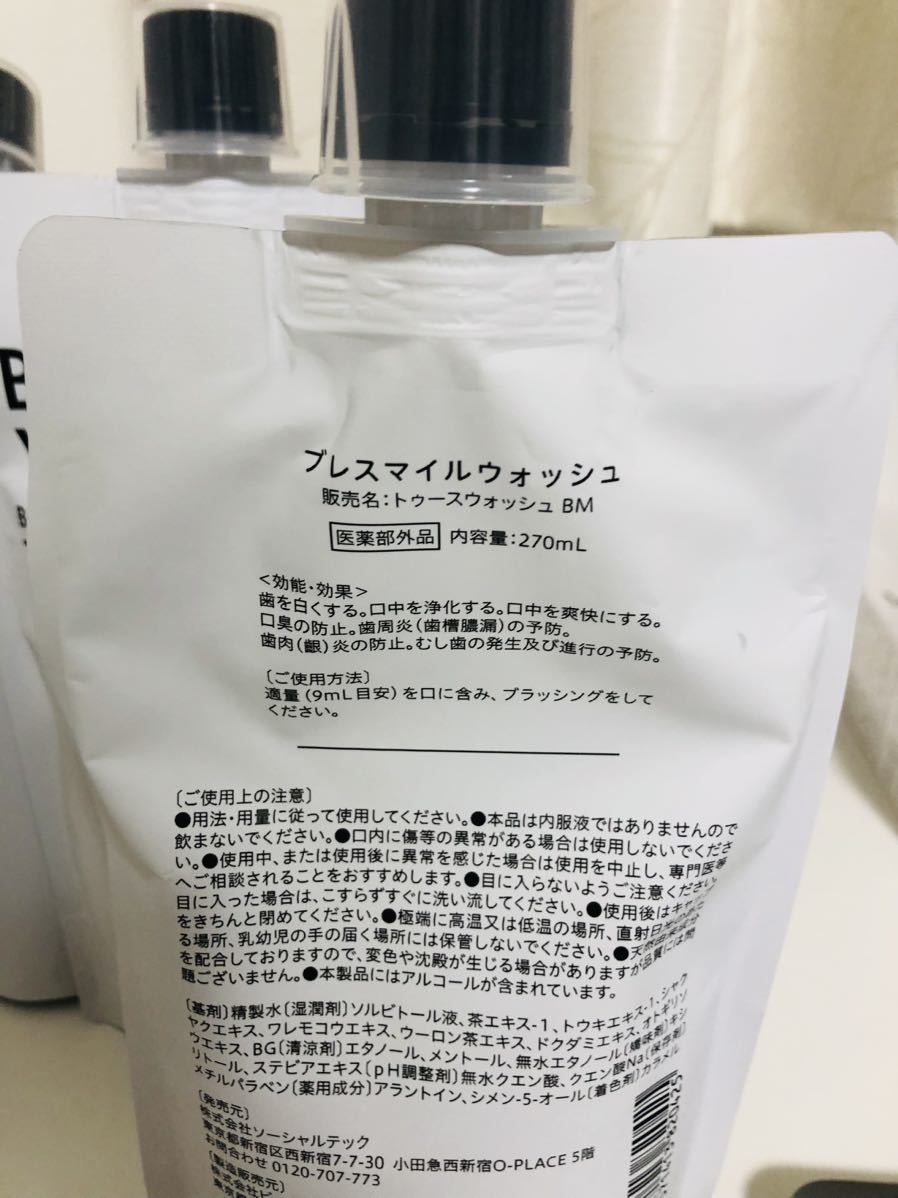 ブレスマイルウォッシュ
販売名：トゥースウォッシュ BM
医薬部外品 内容量：270mL
＜効能・効果＞
歯を白くする。口中を浄化する。口中を爽快にする。
口臭の防止。歯周炎（歯槽膿漏）の予防。
歯肉（齦）炎の防止。むし歯の発生及び進行の予防。
〔ご使用方法〕
適量（9mL目安）を口に含み、ブラッシングをして
ください。
〔ご使用上の注意〕
●用法・用量に従って使用してください。●本品は内服液ではありませんので
飲まないでください。●口内に傷等の異常がある場合は使用しないでくださ
い。●使用中、または使用後に異常を感じた場合は使用を中止し、専門医等
へご相談されることをおすすめします。●目に入らないようご注意ください。
目に入った場合は、こすらずすぐに洗い流してください。●使用後はキャ
をきちんと閉めてください。●極端に高温又は低温の場所、直射日
る場所、乳幼児の手の届く場所には保管しないでください。●天然
を配合しておりますので、変色や沈殿が生じる場合がありますが品質には問
題ございません。●本製品にはアルコールが含まれています。
〔基剤〕精製水〔湿潤剤〕ソルビトール液、茶エキス-1、トウキエキス-1、シャク
ヤクエキス、ワレモコウエキス、ウーロン茶エキス、ドクダミエキス、オトギリソ
ウエキス、BG〔清涼剤〕エタノール、メントール、無水エタノール〔矯味剤〕キシ
リトール、ステビアエキス〔pH調整剤〕無水クエン酸、クエン酸Na〔保存剤〕
メチルパラベン〔薬用成分〕アラントイン、シメン-5-オール〔着色剤〕カラメル
〔発売元〕
株式会社ソーシャルテック
東京都新宿区西新宿7-7-30 小田急西新宿O-PLACE 5階
お問合わせ 0120-707-773
〔製造販売元〕
株式会社ピ
東京
B
B